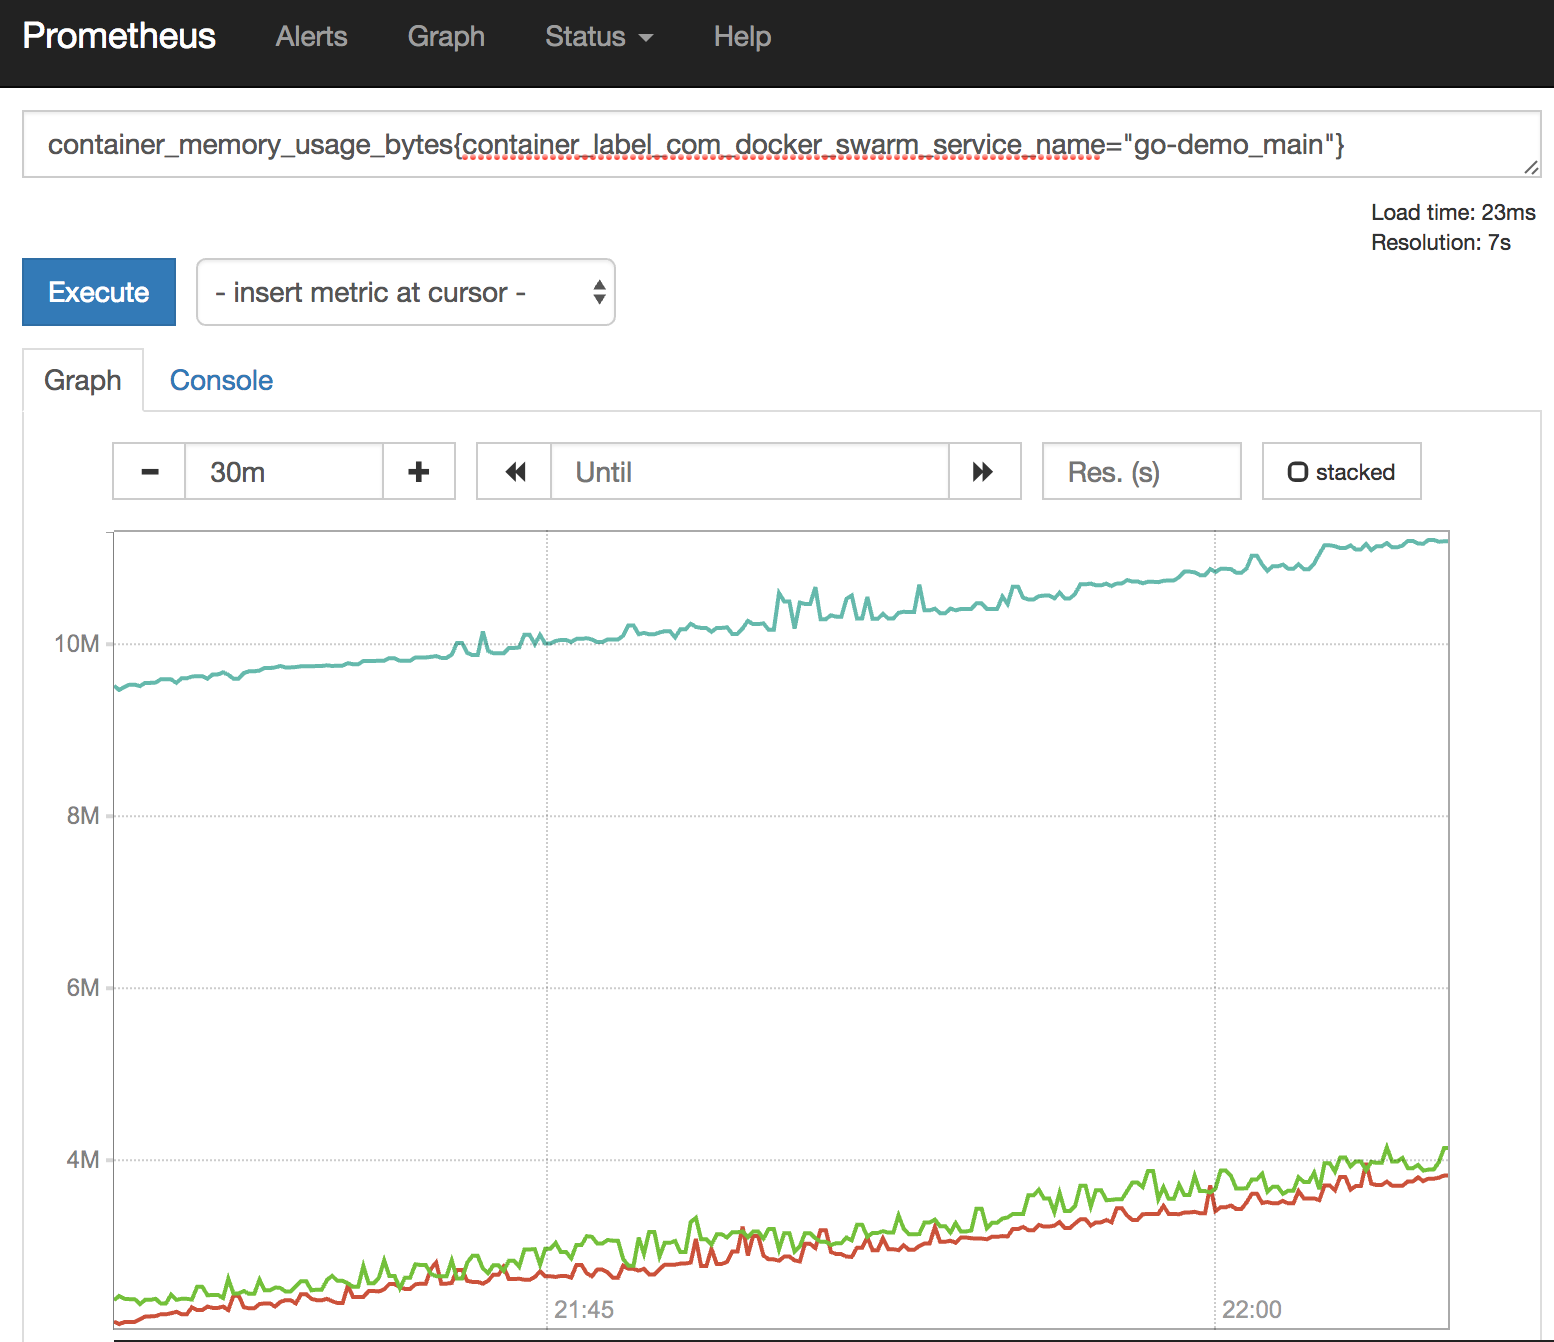 Prometheus Alerts Graph Status Help
container_memory_usage_bytes{container_label_com_docker_swarm_service_name="go-demo_main"}
Load time: 23ms
Resolution: 7s
Execute - insert metric at cursor -
Graph Console
30m Until Res. (s) stacked
10M
8M
6M
4M
21:45 22:00